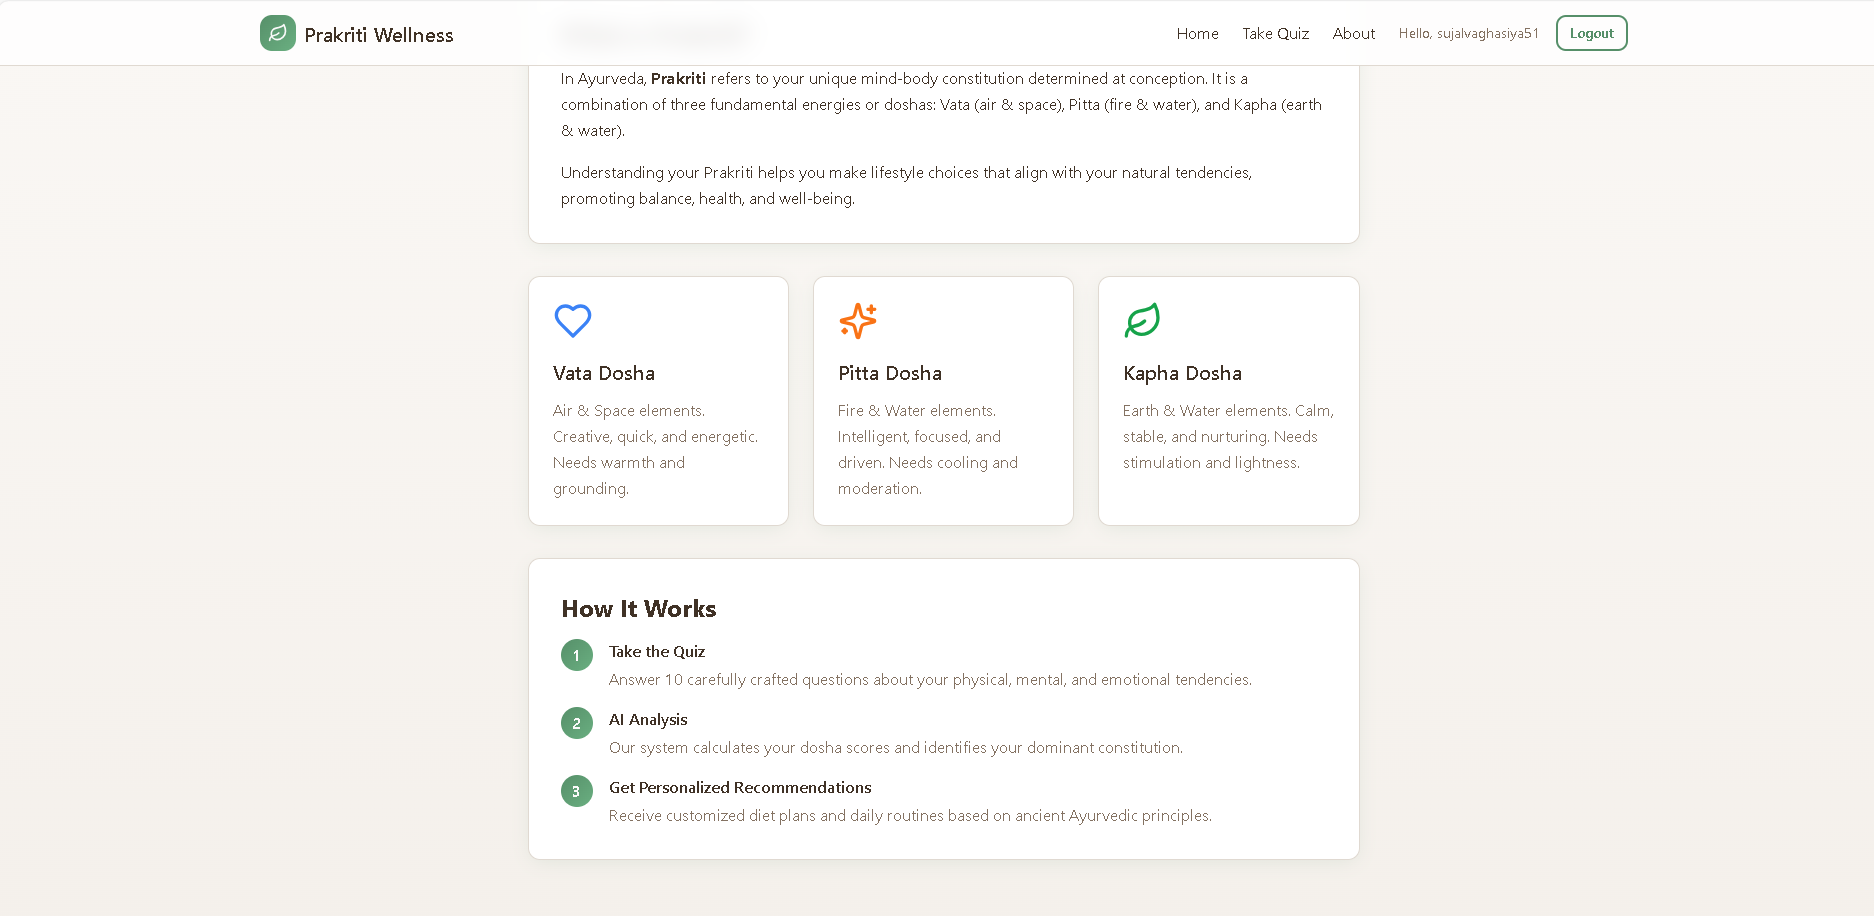 Prakriti Wellness
Home Take Quiz About Hello, sujalvaghasiya51 Logout
In Ayurveda, Prakriti refers to your unique mind-body constitution determined at conception. It is a
combination of three fundamental energies or doshas: Vata (air & space), Pitta (fire & water), and Kapha (earth
& water).
Understanding your Prakriti helps you make lifestyle choices that align with your natural tendencies,
promoting balance, health, and well-being.
Vata Dosha
Air & Space elements.
Creative, quick, and energetic.
Needs warmth and
grounding.
Pitta Dosha
Fire & Water elements.
Intelligent, focused, and
driven. Needs cooling and
moderation.
Kapha Dosha
Earth & Water elements. Calm,
stable, and nurturing. Needs
stimulation and lightness.
How It Works
1 Take the Quiz
Answer 10 carefully crafted questions about your physical, mental, and emotional tendencies.
2 AI Analysis
Our system calculates your dosha scores and identifies your dominant constitution.
3 Get Personalized Recommendations
Receive customized diet plans and daily routines based on ancient Ayurvedic principles.